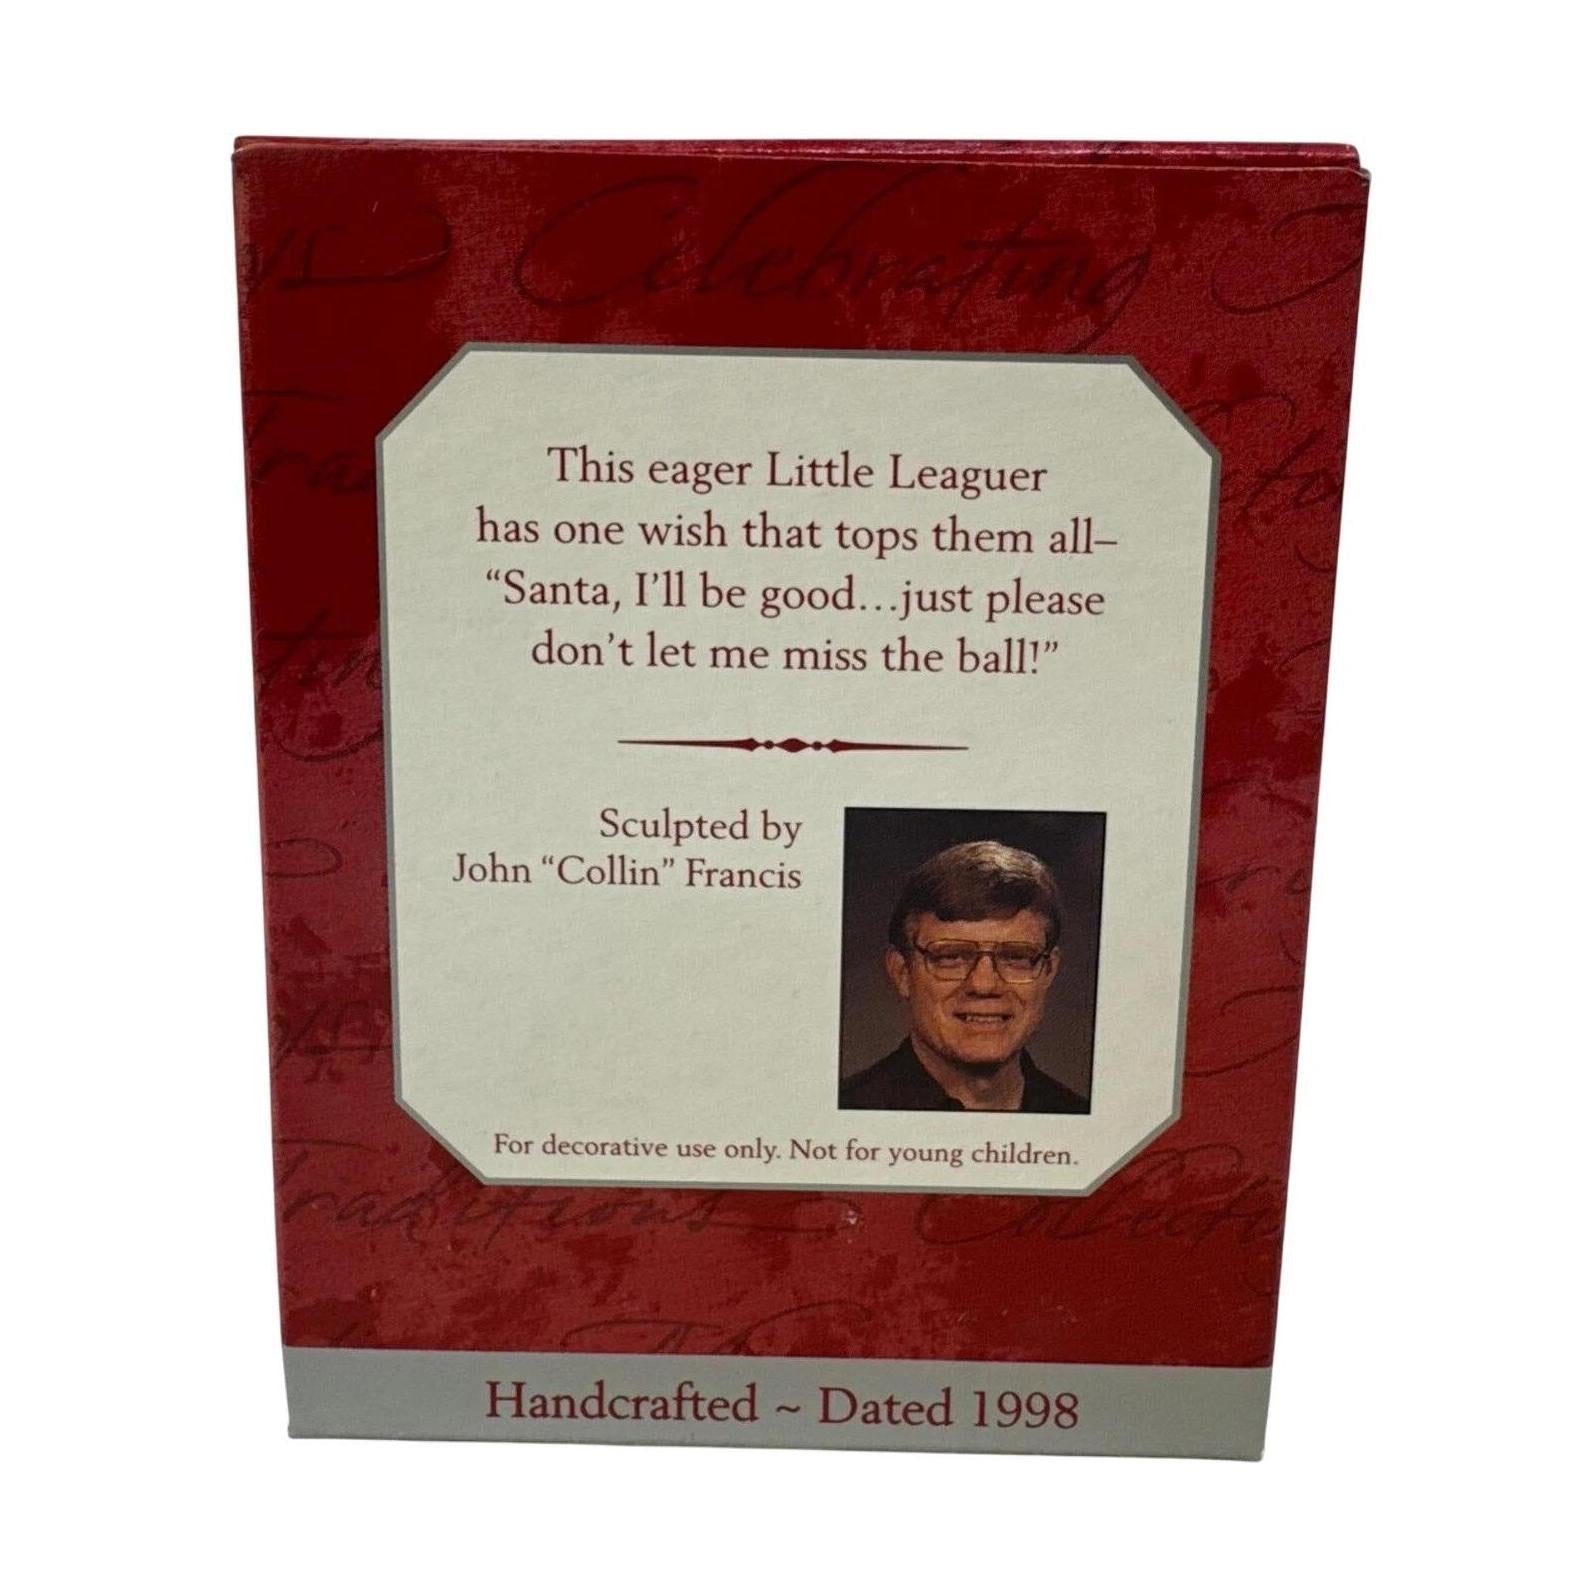 Celebrating
This eager Little Leaguer
has one wish that tops them all–
“Santa, I’ll be good...just please
don’t let me miss the ball!”
Sculpted by
John “Collin” Francis
For decorative use only. Not for young children.
Traditions
Handcrafted ~ Dated 1998